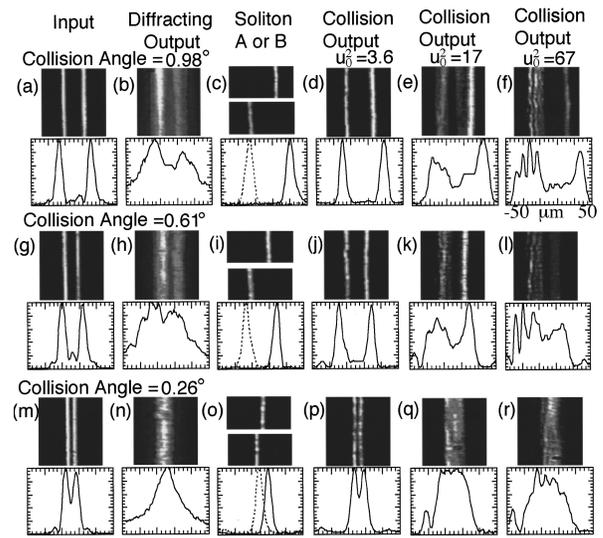 Input
Diffracting Output
Soliton A or B
Collision Output u₀²=3.6
Collision Output u₀²=17
Collision Output u₀²=67
Collision Angle =0.98°
(a) (b) (c) (d) (e) (f)
-50 µm 50
Collision Angle =0.61°
(g) (h) (i) (j) (k) (l)
Collision Angle =0.26°
(m) (n) (o) (p) (q) (r)